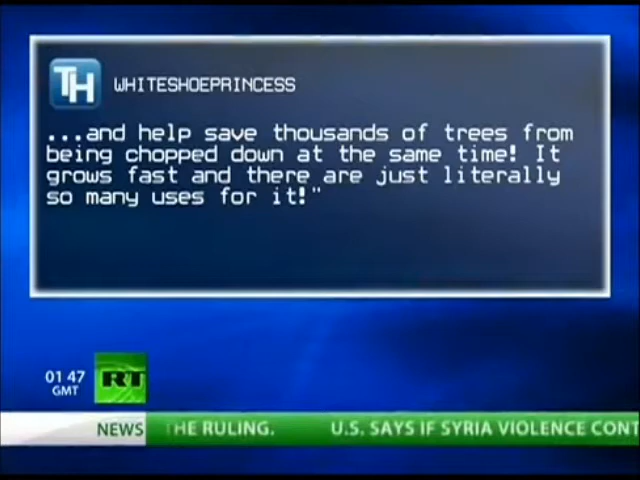 TH WHITESHOEPRINCESS
...and help save thousands of trees from
being chopped down at the same time! It
grows fast and there are just literally
so many uses for it!"
01:47
GMT
RT
NEWS HE RULING. U.S. SAYS IF SYRIA VIOLENCE CONT